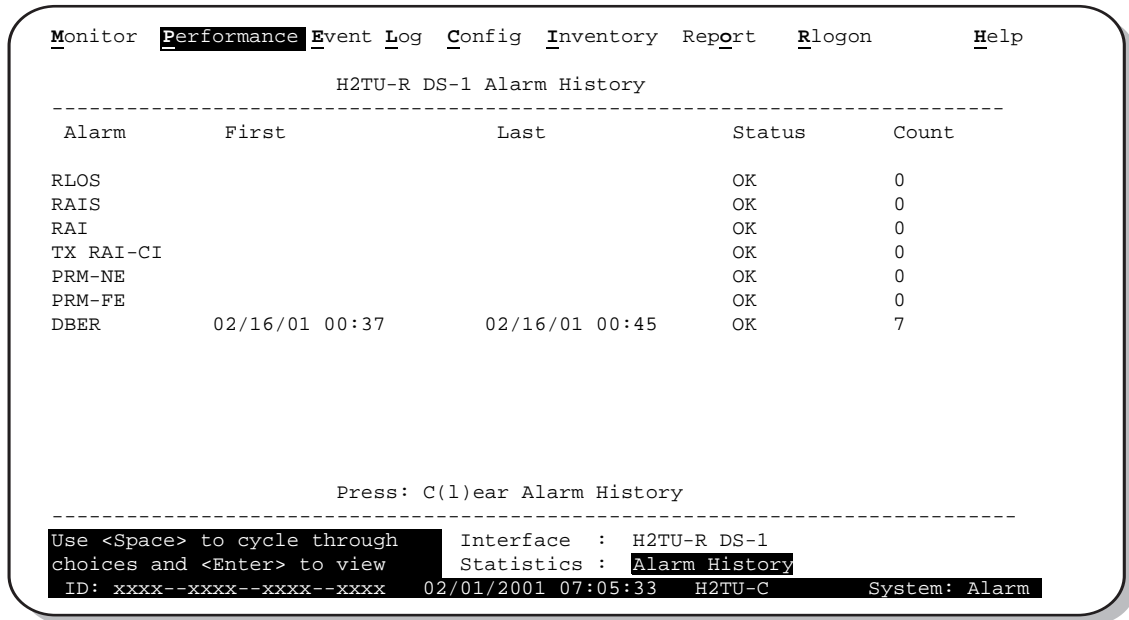 Monitor Performance Event Log Config Inventory Report Rlogon Help
H2TU-R DS-1 Alarm History
--------------------------------------------------------------------------------
Alarm First Last Status Count
RLOS OK 0
RAIS OK 0
RAI OK 0
TX RAI-CI OK 0
PRM-NE OK 0
PRM-FE OK 0
DBER 02/16/01 00:37 02/16/01 00:45 OK 7
Press: C(l)ear Alarm History
--------------------------------------------------------------------------------
Use <Space> to cycle through Interface : H2TU-R DS-1
choices and <Enter> to view Statistics : Alarm History
ID: xxxx--xxxx--xxxx--xxxx 02/01/2001 07:05:33 H2TU-C System: Alarm